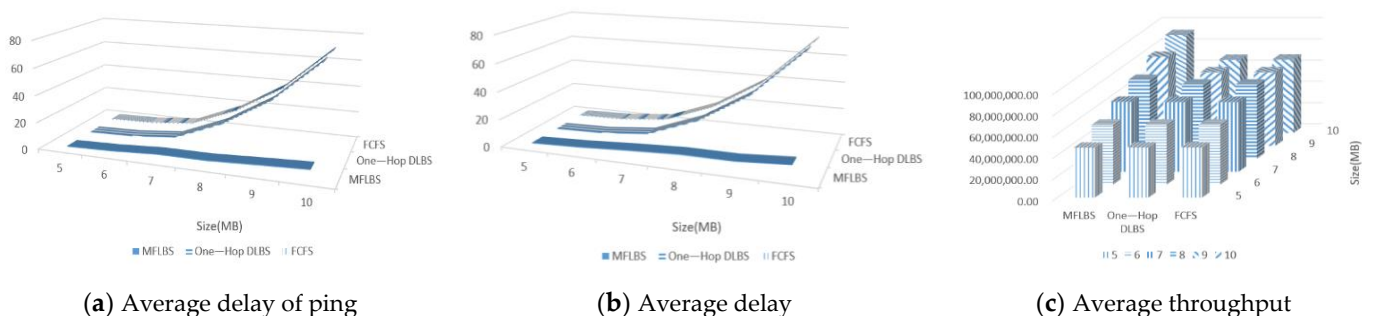 80
60
40
20
0
5
6
7
8
9
10
FCFS
One—Hop DLBS
MFLBS
Size(MB)
MFLBS One—Hop DLBS FCFS
(a) Average delay of ping
80
60
40
20
0
5
6
7
8
9
10
FCFS
One—Hop DLBS
MFLBS
Size(MB)
MFLBS One—Hop DLBS FCFS
(b) Average delay
100,000,000.00
80,000,000.00
60,000,000.00
40,000,000.00
20,000,000.00
0.00
MFLBS
One—Hop
DLBS
FCFS
5
6
7
8
9
10
Size(MB)
5 6 7 8 9 10
(c) Average throughput